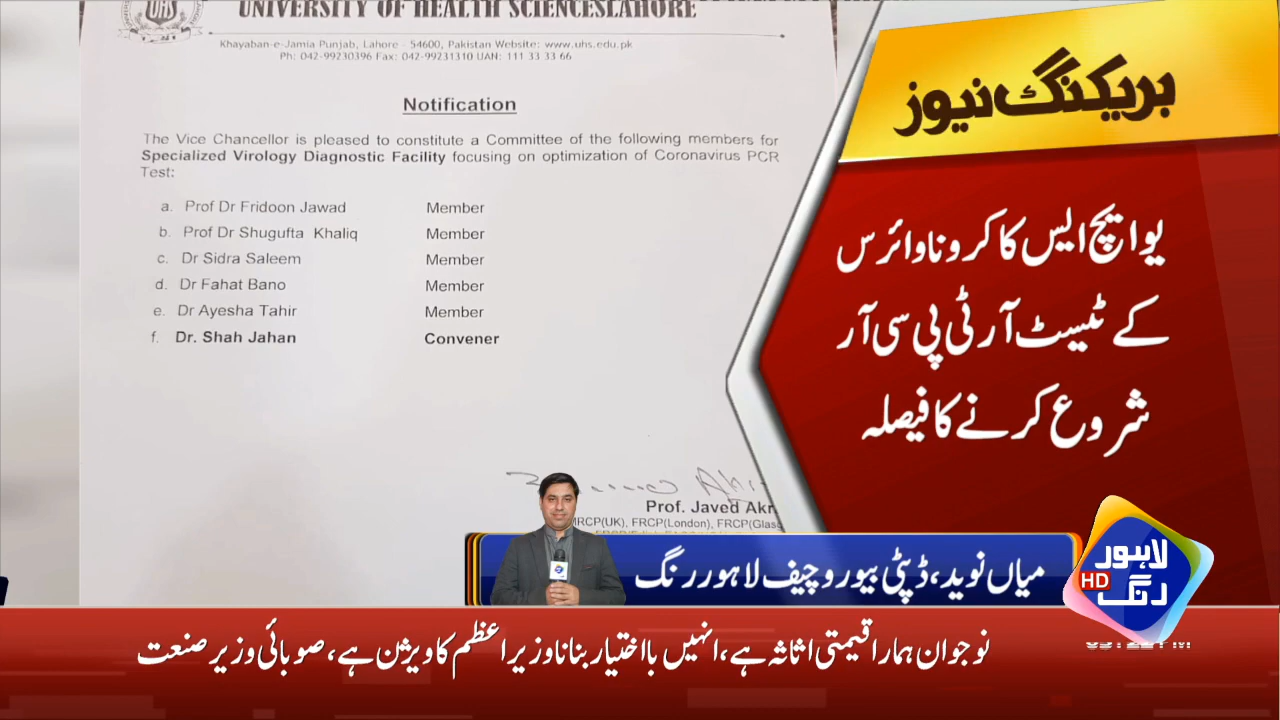 UNIVERSITY OF HEALTH SCIENCES LAHORE
Khayaban-e-Jamia Punjab, Lahore - 54600, Pakistan Website: www.uhs.edu.pk
Ph: 042-99230396 Fax: 042-99231310 UAN: 111 33 33 66
Notification
The Vice Chancellor is pleased to constitute a Committee of the following members for
Specialized Virology Diagnostic Facility focusing on optimization of Coronavirus PCR
Test:
a. Prof Dr Fridoon Jawad Member
b. Prof Dr Shugufta Khaliq Member
c. Dr Sidra Saleem Member
d. Dr Fahat Bano Member
e. Dr Ayesha Tahir Member
f. Dr. Shah Jahan Convener
Prof. Javed Akr
MRCP(UK), FRCP(London), FRCP(Glas
بریکنگ نیوز
یو ایچ ایس کا کرونا وائرس
کے ٹیسٹ آر ٹی پی سی آر
شروع کرنے کا فیصلہ
میاں نوید، ڈپٹی بیورو چیف لاہور رنگ
لاہور
HD رنگ
نوجوان ہمارا قیمتی اثاثہ ہے، انہیں بااختیار بنانا وزیراعظم کا ویژن ہے، صوبائی وزیر صنعت